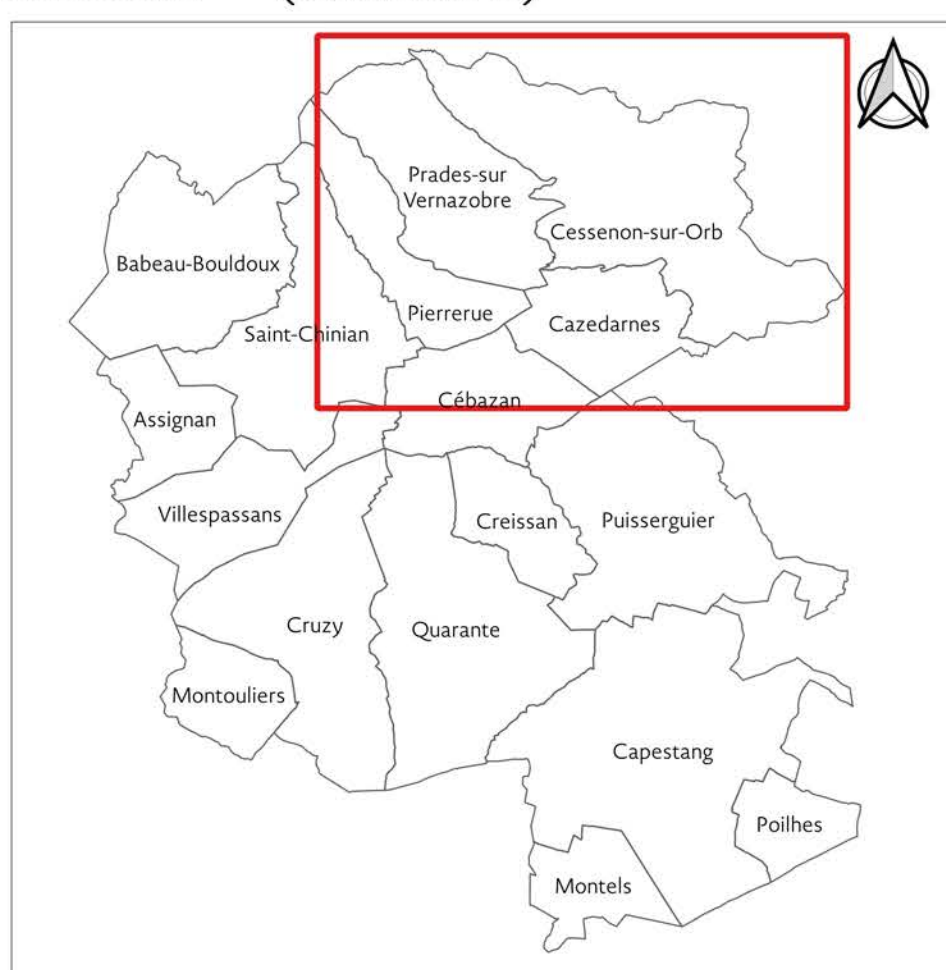 Prades-sur
Vernazobre
Cessenon-sur-Orb
Babeau-Bouldoux
Pierrerue
Cazedarnes
Saint-Chinian
Cébazan
Assignan
Villespassans
Creissan
Puisserguier
Cruzy
Quarante
Montouliers
Capestang
Poilhes
Montels